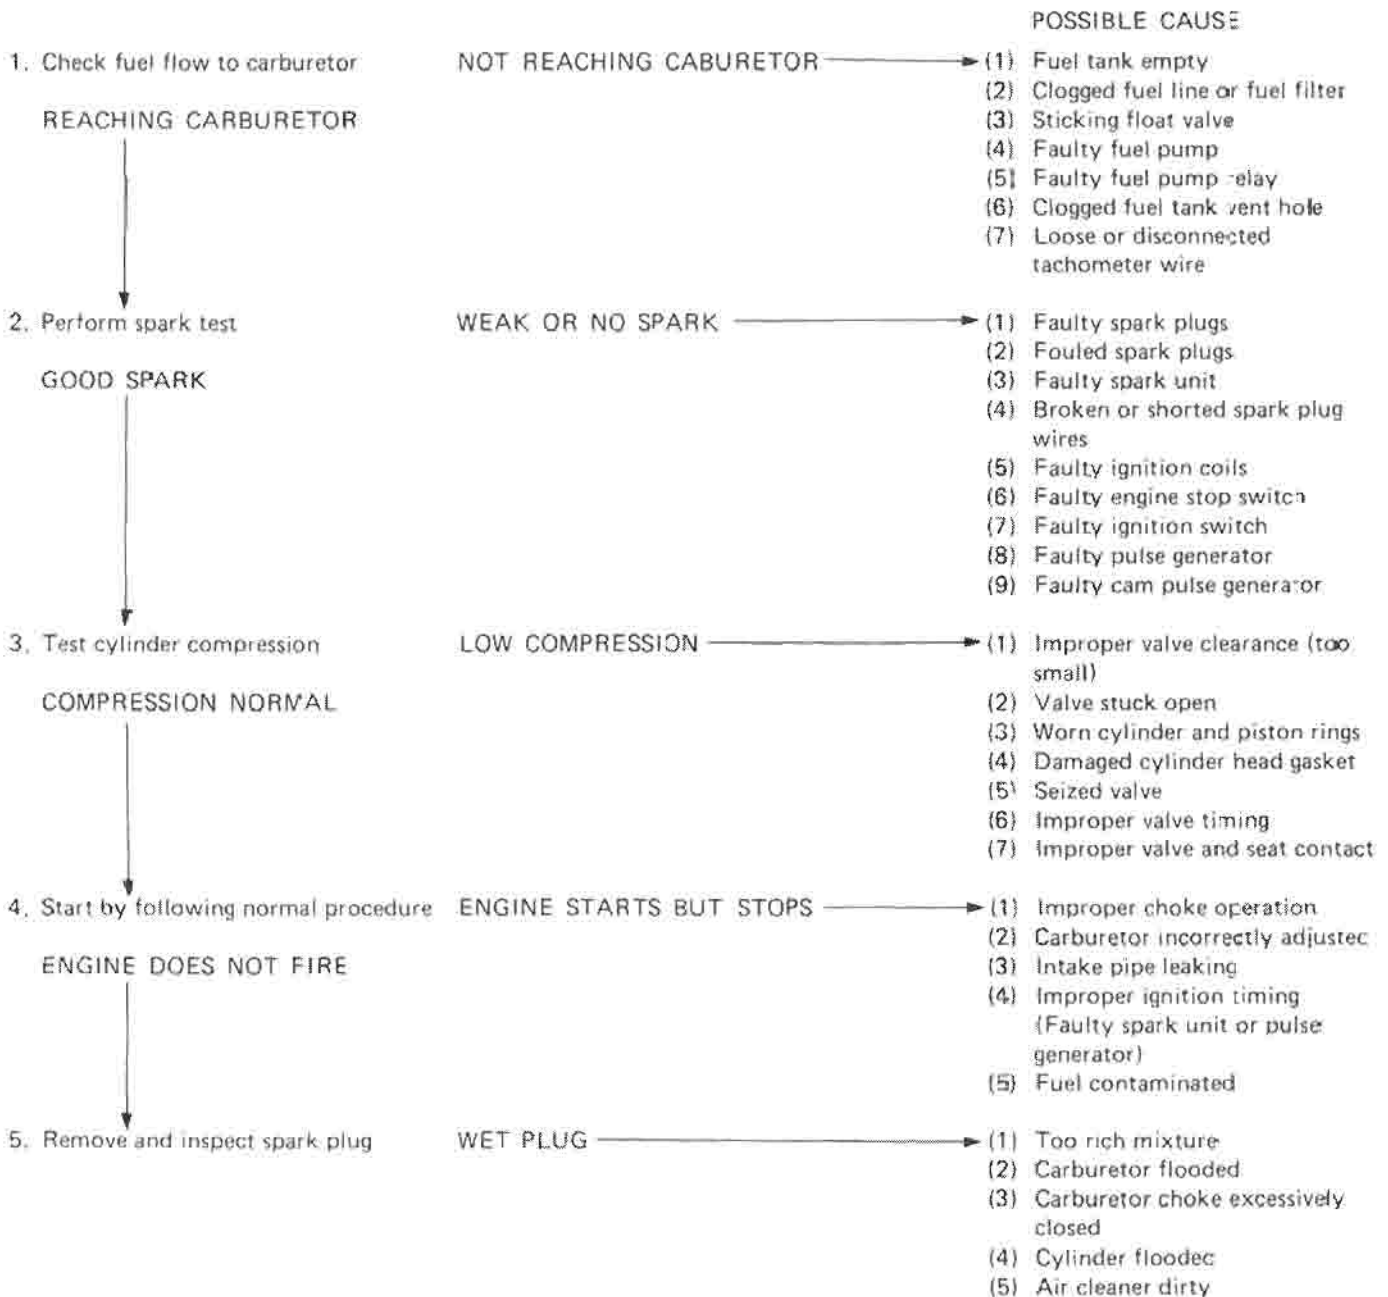 POSSIBLE CAUSE
1. Check fuel flow to carburetor NOT REACHING CABURETOR (1) Fuel tank empty
(2) Clogged fuel line or fuel filter
REACHING CARBURETOR (3) Sticking float valve
(4) Faulty fuel pump
(5) Faulty fuel pump relay
(6) Clogged fuel tank vent hole
(7) Loose or disconnected
tachometer wire
2. Perform spark test WEAK OR NO SPARK (1) Faulty spark plugs
(2) Fouled spark plugs
GOOD SPARK (3) Faulty spark unit
(4) Broken or shorted spark plug
wires
(5) Faulty ignition coils
(6) Faulty engine stop switch
(7) Faulty ignition switch
(8) Faulty pulse generator
(9) Faulty cam pulse generator
3. Test cylinder compression LOW COMPRESSION (1) Improper valve clearance (too
small)
COMPRESSION NORMAL (2) Valve stuck open
(3) Worn cylinder and piston rings
(4) Damaged cylinder head gasket
(5) Seized valve
(6) Improper valve timing
(7) Improper valve and seat contact
4. Start by following normal procedure ENGINE STARTS BUT STOPS (1) Improper choke operation
(2) Carburetor incorrectly adjusted
ENGINE DOES NOT FIRE (3) Intake pipe leaking
(4) Improper ignition timing
(Faulty spark unit or pulse
generator)
(5) Fuel contaminated
5. Remove and inspect spark plug WET PLUG (1) Too rich mixture
(2) Carburetor flooded
(3) Carburetor choke excessively
closed
(4) Cylinder flooded
(5) Air cleaner dirty